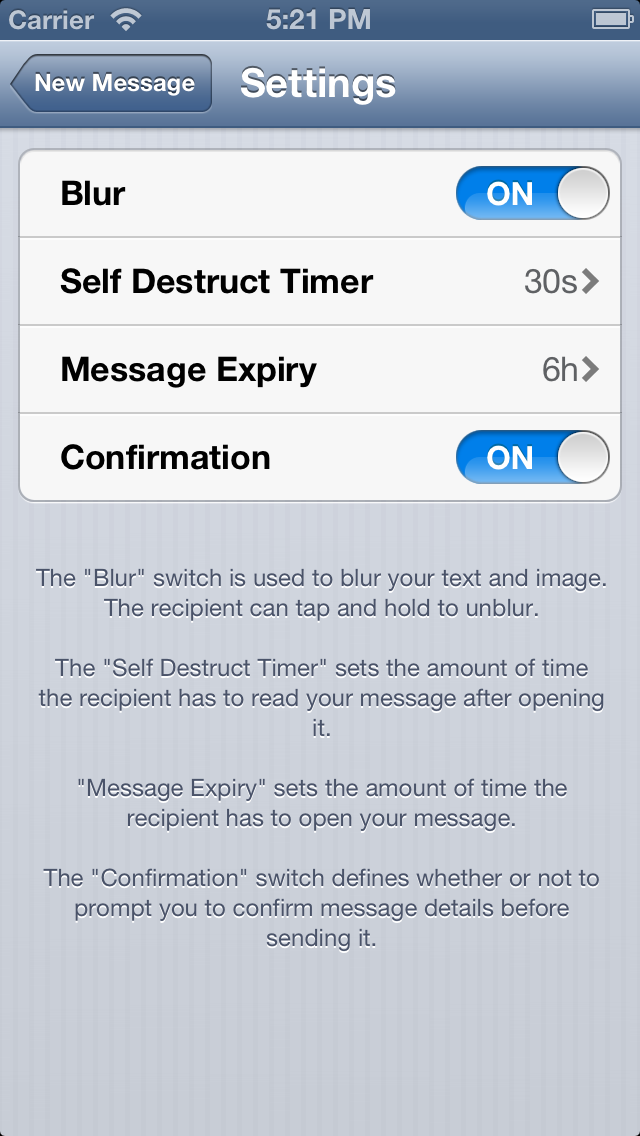 Carrier 5:21 PM
New Message Settings
Blur ON
Self Destruct Timer 30s
Message Expiry 6h
Confirmation ON
The "Blur" switch is used to blur your text and image.
The recipient can tap and hold to unblur.
The "Self Destruct Timer" sets the amount of time
the recipient has to read your message after opening
it.
"Message Expiry" sets the amount of time the
recipient has to open your message.
The "Confirmation" switch defines whether or not to
prompt you to confirm message details before
sending it.